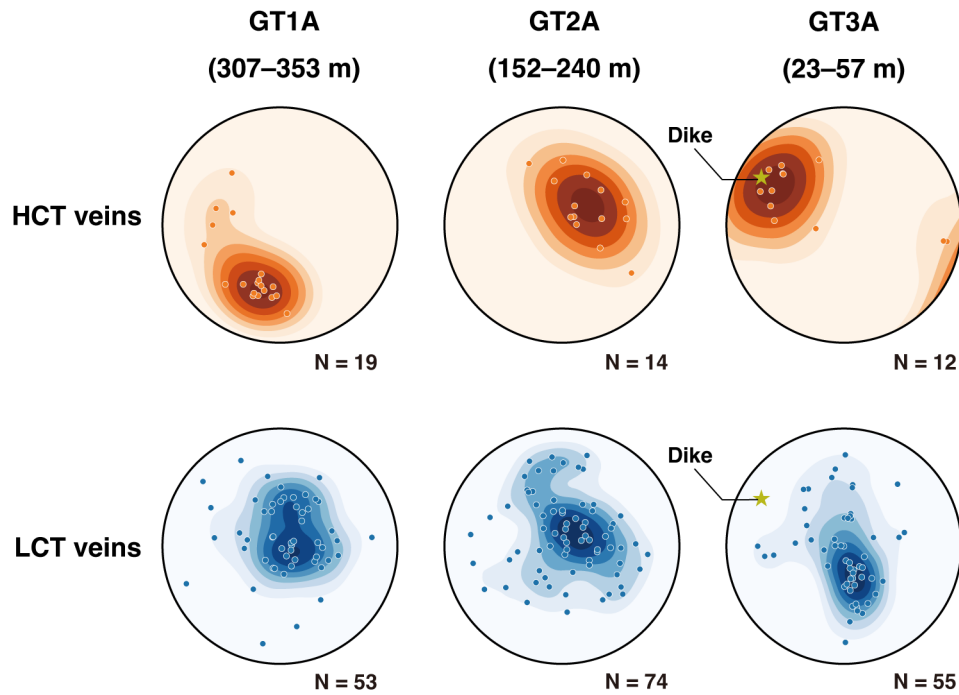 GT1A
(307–353 m)
GT2A
(152–240 m)
GT3A
(23–57 m)
HCT veins
Dike
N = 19
N = 14
N = 12
LCT veins
Dike
N = 53
N = 74
N = 55